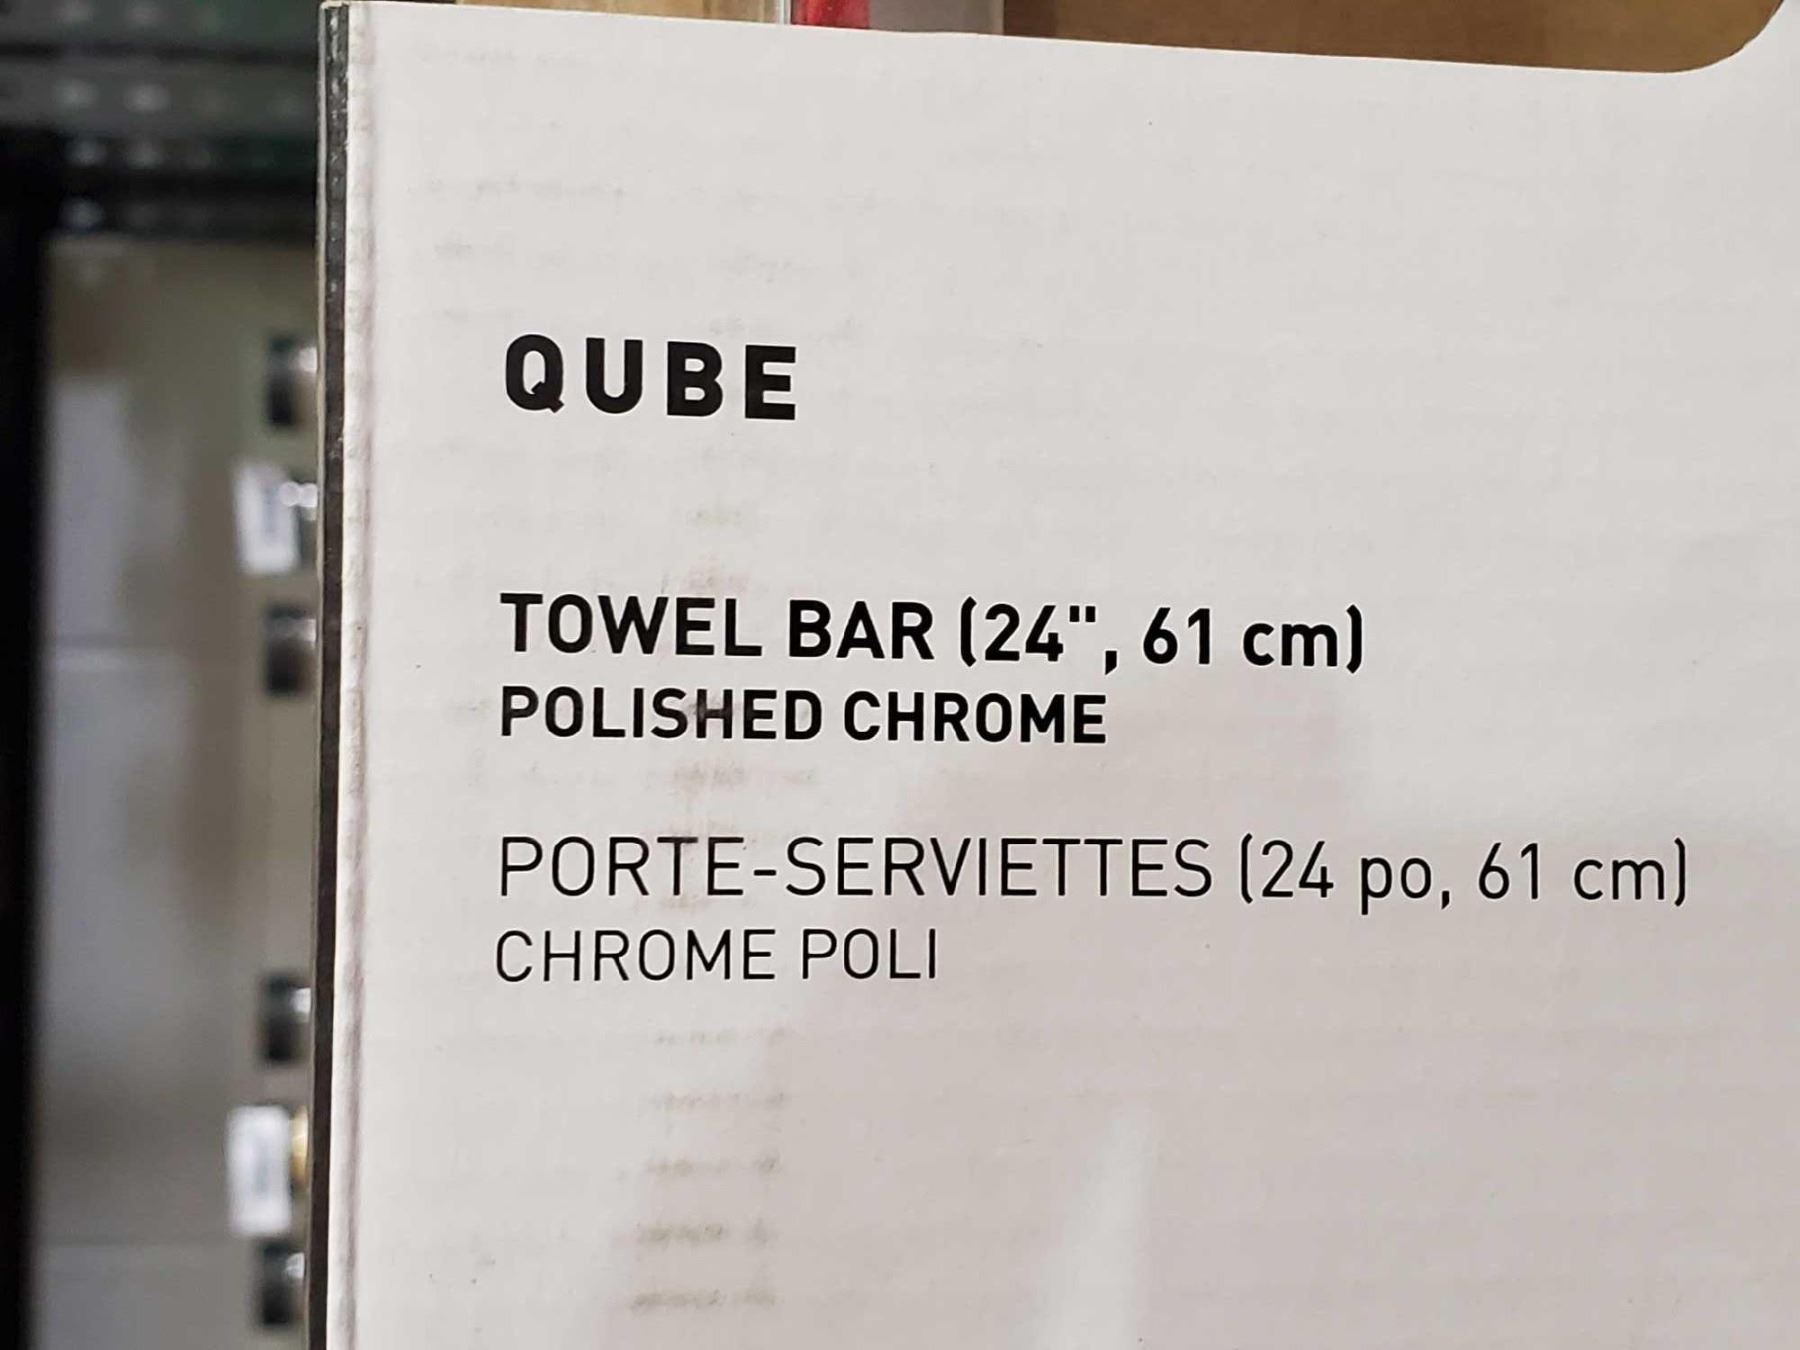 QUBE
TOWEL BAR (24", 61 cm)
POLISHED CHROME
PORTE-SERVIETTES (24 po, 61 cm)
CHROME POLI